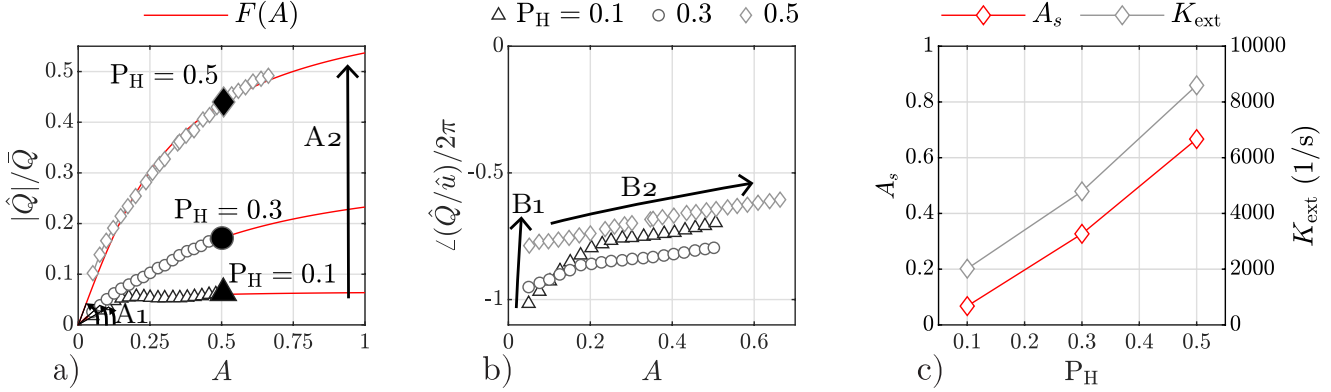 F(A)
|Q̂|/Q̄
0.5
0.4
0.3
0.2
0.1
0
P_H = 0.5
P_H = 0.3
P_H = 0.1
A1
A2
0 0.25 0.5 0.75 1
a) A
P_H = 0.1 0.3 0.5
∠(Q̂/û)/2π
0
-0.5
-1
B1
B2
0 0.2 0.4 0.6
b) A
A_s K_ext
A_s
1
0.8
0.6
0.4
0.2
0
K_ext (1/s)
10000
8000
6000
4000
2000
0
0.1 0.2 0.3 0.4 0.5
c) P_H